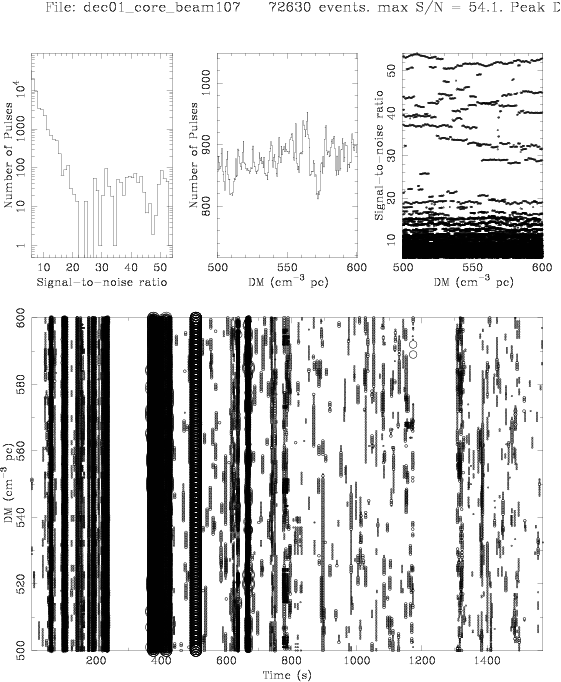 File: dec01_core_beam107 72630 events. max S/N = 54.1. Peak D
Number of Pulses
1 10 100 1000 10^4
10 20 30 40 50
Signal-to-noise ratio
Number of Pulses
800 900 1000
500 550 600
DM (cm^-3 pc)
Signal-to-noise ratio
10 20 30 40 50
500 550 600
DM (cm^-3 pc)
DM (cm^-3 pc)
500 520 540 560 580 600
200 400 600 800 1000 1200 1400
Time (s)